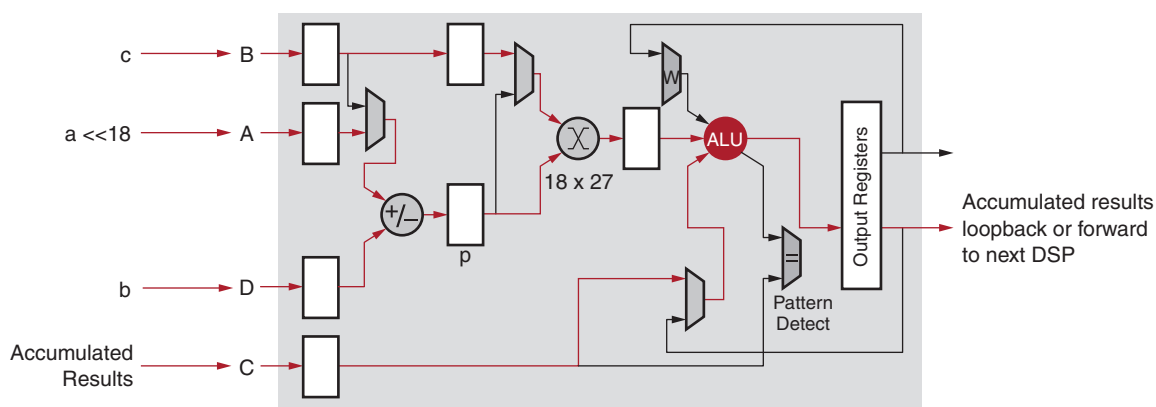 c
B
a <<18
A
b
D
Accumulated
Results
C
+/–
p
18 x 27
W
ALU
=
Pattern
Detect
Output Registers
Accumulated results
loopback or forward
to next DSP